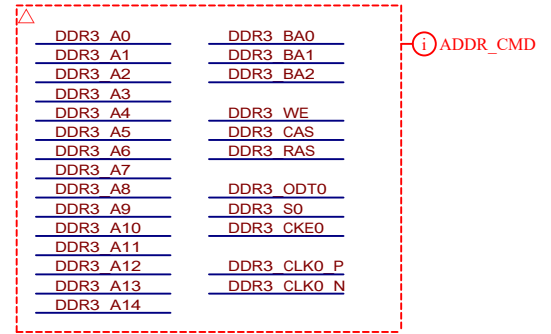 DDR3_A0
DDR3_A1
DDR3_A2
DDR3_A3
DDR3_A4
DDR3_A5
DDR3_A6
DDR3_A7
DDR3_A8
DDR3_A9
DDR3_A10
DDR3_A11
DDR3_A12
DDR3_A13
DDR3_A14
DDR3_BA0
DDR3_BA1
DDR3_BA2
DDR3_WE
DDR3_CAS
DDR3_RAS
DDR3_ODT0
DDR3_S0
DDR3_CKE0
DDR3_CLK0_P
DDR3_CLK0_N
i ADDR_CMD